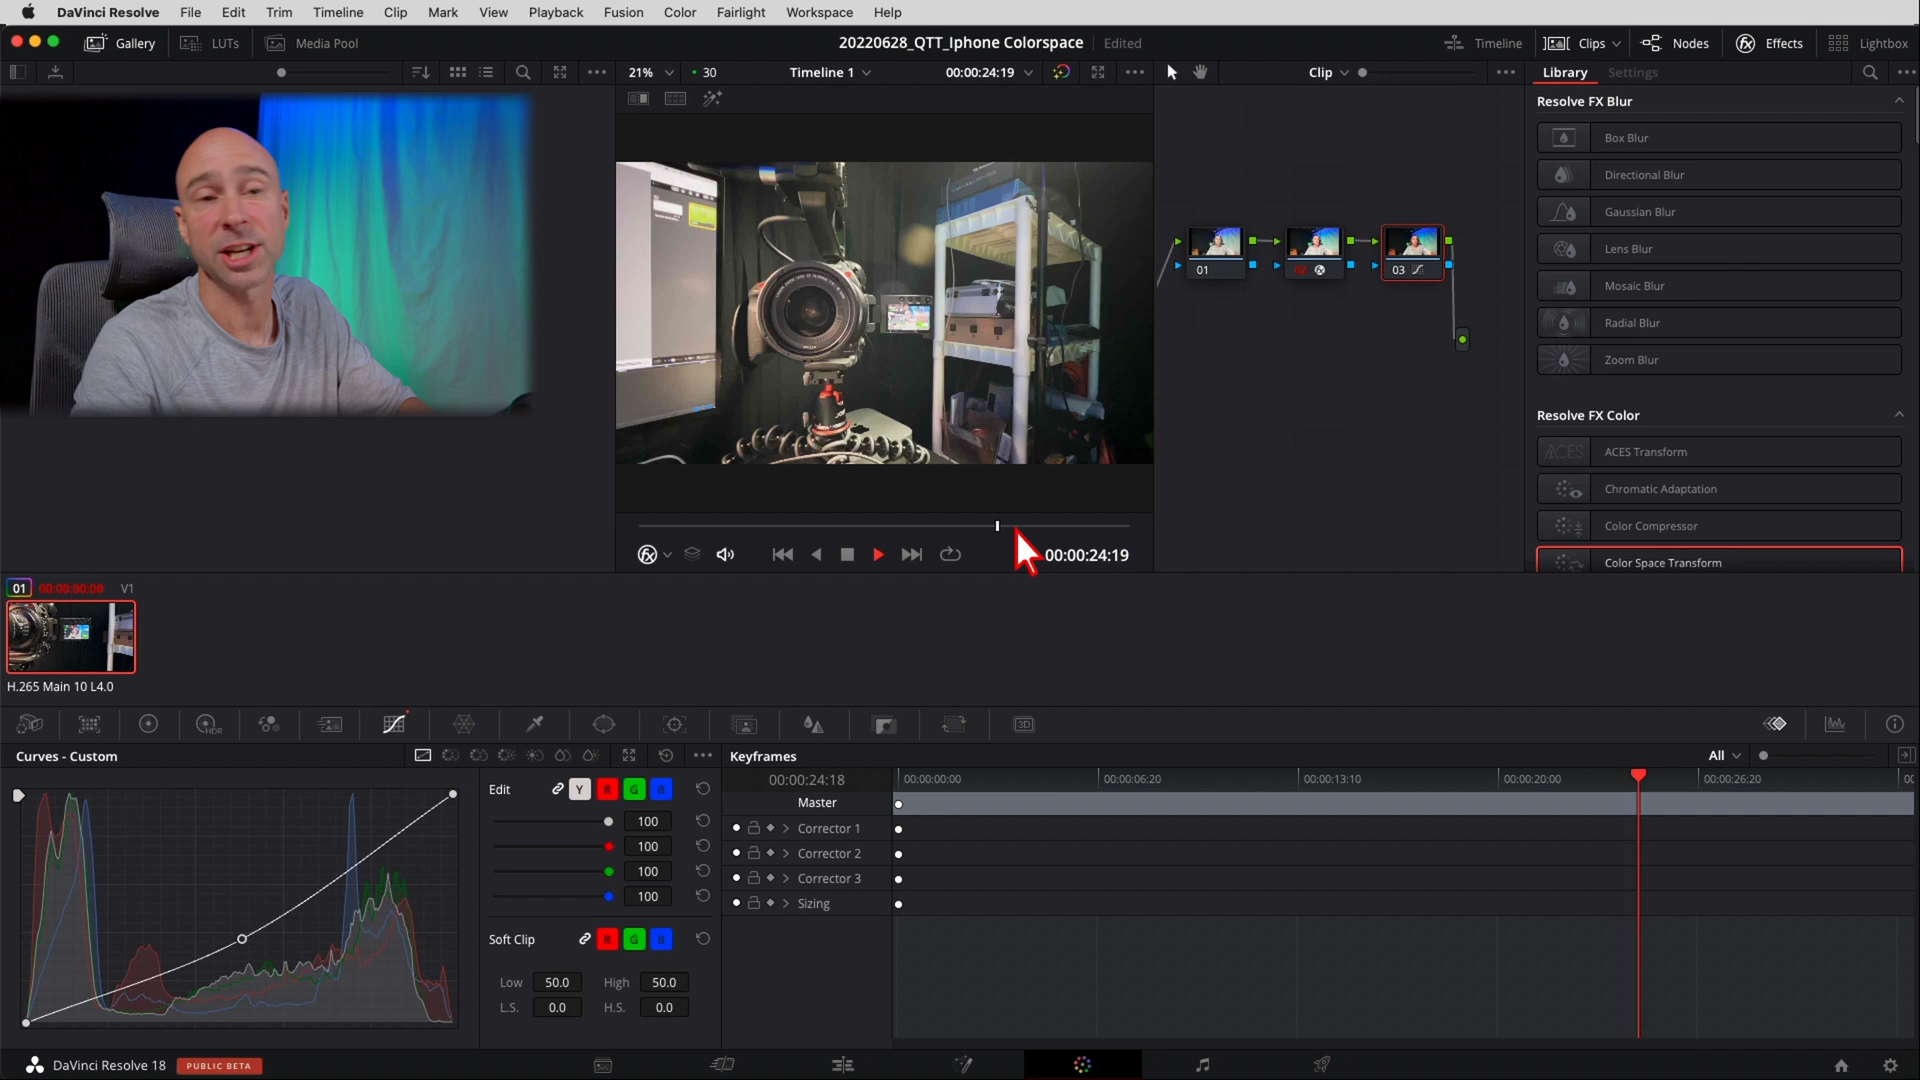 DaVinci Resolve File Edit Trim Timeline Clip Mark View Playback Fusion Color Fairlight Workspace Help
Gallery LUTs Media Pool 20220628_QTT_Iphone Colorspace Edited Timeline Clips Nodes Effects Lightbox
21% 30 Timeline 1 00:00:24:19 Clip Library Settings
Resolve FX Blur
Box Blur
Directional Blur
Gaussian Blur
Lens Blur
Mosaic Blur
Radial Blur
Zoom Blur
Resolve FX Color
ACES ACES Transform
Chromatic Adaptation
Color Compressor
Color Space Transform
01
03
00:00:24:19
01 00:00:00:00 V1
H.265 Main 10 L4.0
HDR
3D
Curves - Custom
Edit Y R G B
100
100
100
100
Soft Clip R G B
Low 50.0 High 50.0
L.S. 0.0 H.S. 0.0
Keyframes All
00:00:24:18 00:00:00:00 00:00:06:20 00:00:13:10 00:00:20:00 00:00:26:20 00
Master
Corrector 1
Corrector 2
Corrector 3
Sizing
DaVinci Resolve 18 PUBLIC BETA